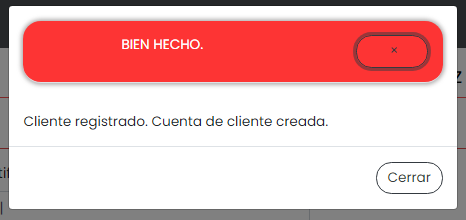 BIEN HECHO.
×
Cliente registrado. Cuenta de cliente creada.
Cerrar